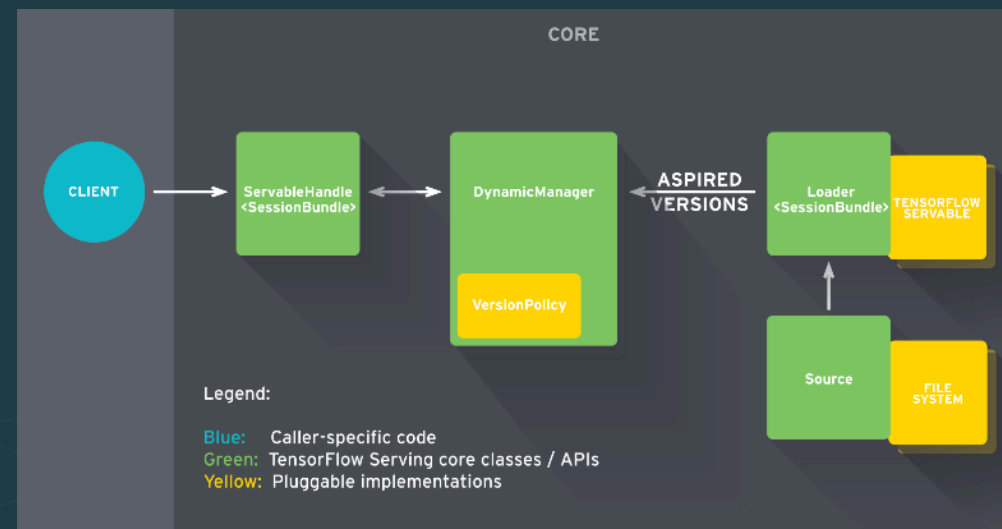 CORE
CLIENT
ServableHandle
<SessionBundle>
DynamicManager
VersionPolicy
ASPIRED
VERSIONS
Loader
<SessionBundle>
TENSORFLOW
SERVABLE
Source
FILE
SYSTEM
Legend:
Blue: Caller-specific code
Green: TensorFlow Serving core classes / APIs
Yellow: Pluggable implementations